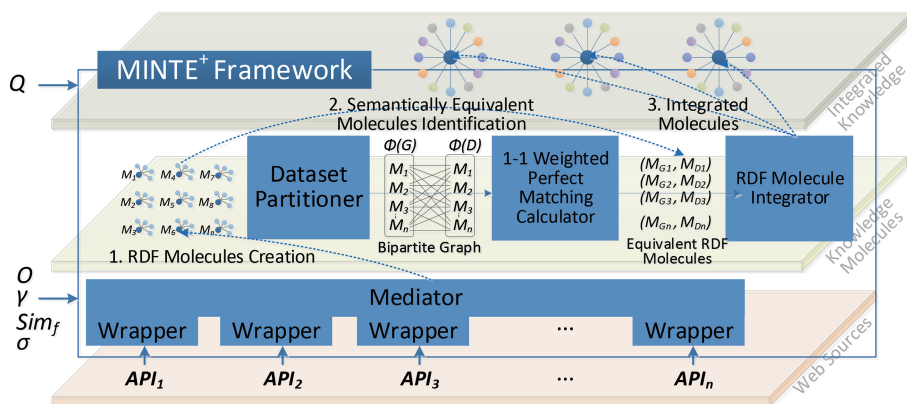 MINTE+ Framework
Q
Integrated
Knowledge
2. Semantically Equivalent
Molecules Identification
3. Integrated
Molecules
M1 M4 M7
M2 M5 M8
M3 M6 M9
Dataset
Partitioner
Φ(G) Φ(D)
M1 M1
M2 M2
M3 M3
⋮ ⋮
Mn Mn
Bipartite Graph
1-1 Weighted
Perfect
Matching
Calculator
(MG1, MD1)
(MG2, MD2)
(MG3, MD3)
(MGn, MDn)
Equivalent RDF
Molecules
RDF Molecule
Integrator
Knowledge
Molecules
1. RDF Molecules Creation
O
γ
Simf
σ
Mediator
Wrapper Wrapper Wrapper ... Wrapper
API1 API2 API3 ... APIn
Web Sources